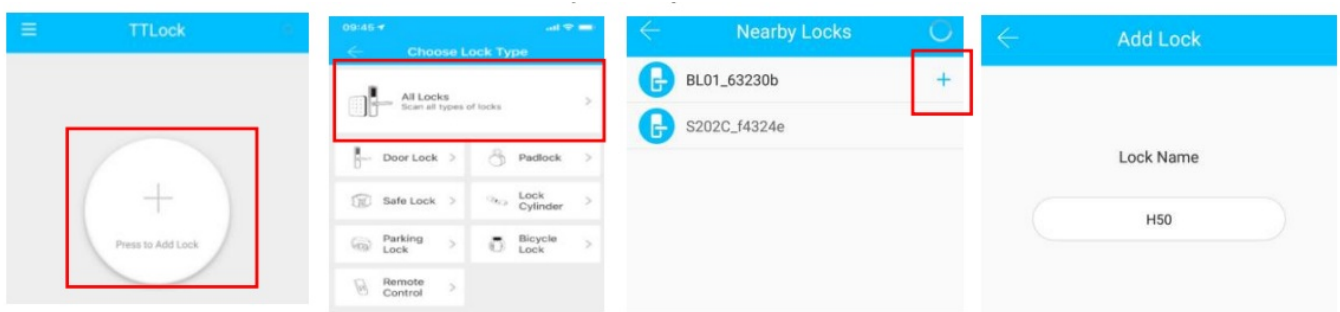 TTLock
Press to Add Lock
09:45
Choose Lock Type
All Locks
Scan all types of locks
Door Lock
Padlock
Safe Lock
Lock
Cylinder
Parking
Lock
Bicycle
Lock
Remote
Control
Nearby Locks
BL01_63230b
S202C_f4324e
Add Lock
Lock Name
H50